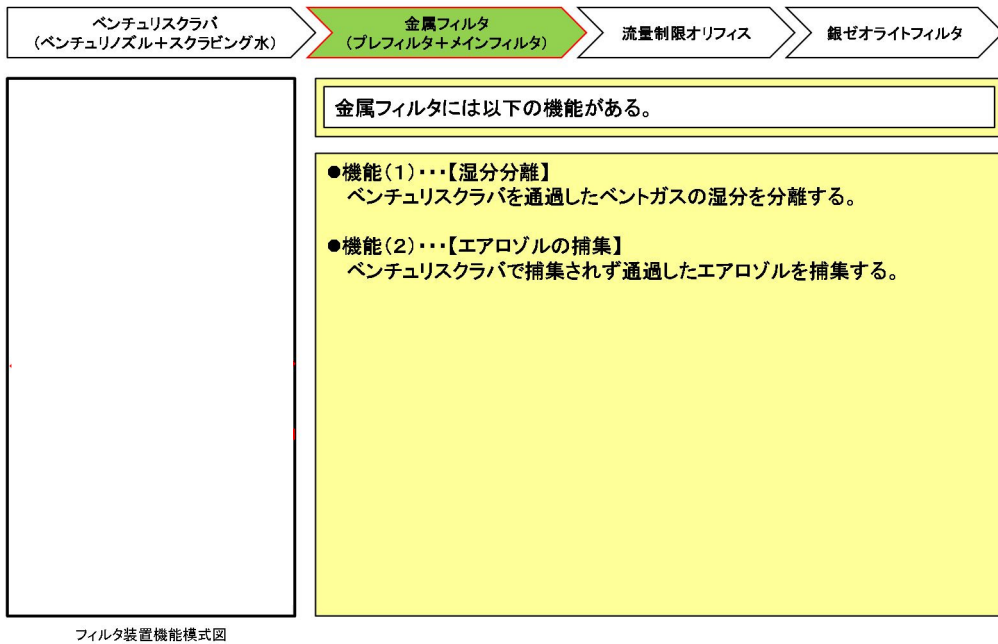 ベンチュリスクラバ
(ベンチュリノズル+スクラビング水)
金属フィルタ
(プレフィルタ+メインフィルタ)
流量制限オリフィス
銀ゼオライトフィルタ
金属フィルタには以下の機能がある。
●機能(1)・・・【湿分分離】
ベンチュリスクラバを通過したベントガスの湿分を分離する。
●機能(2)・・・【エアロゾルの捕集】
ベンチュリスクラバで捕集されず通過したエアロゾルを捕集する。
フィルタ装置機能模式図